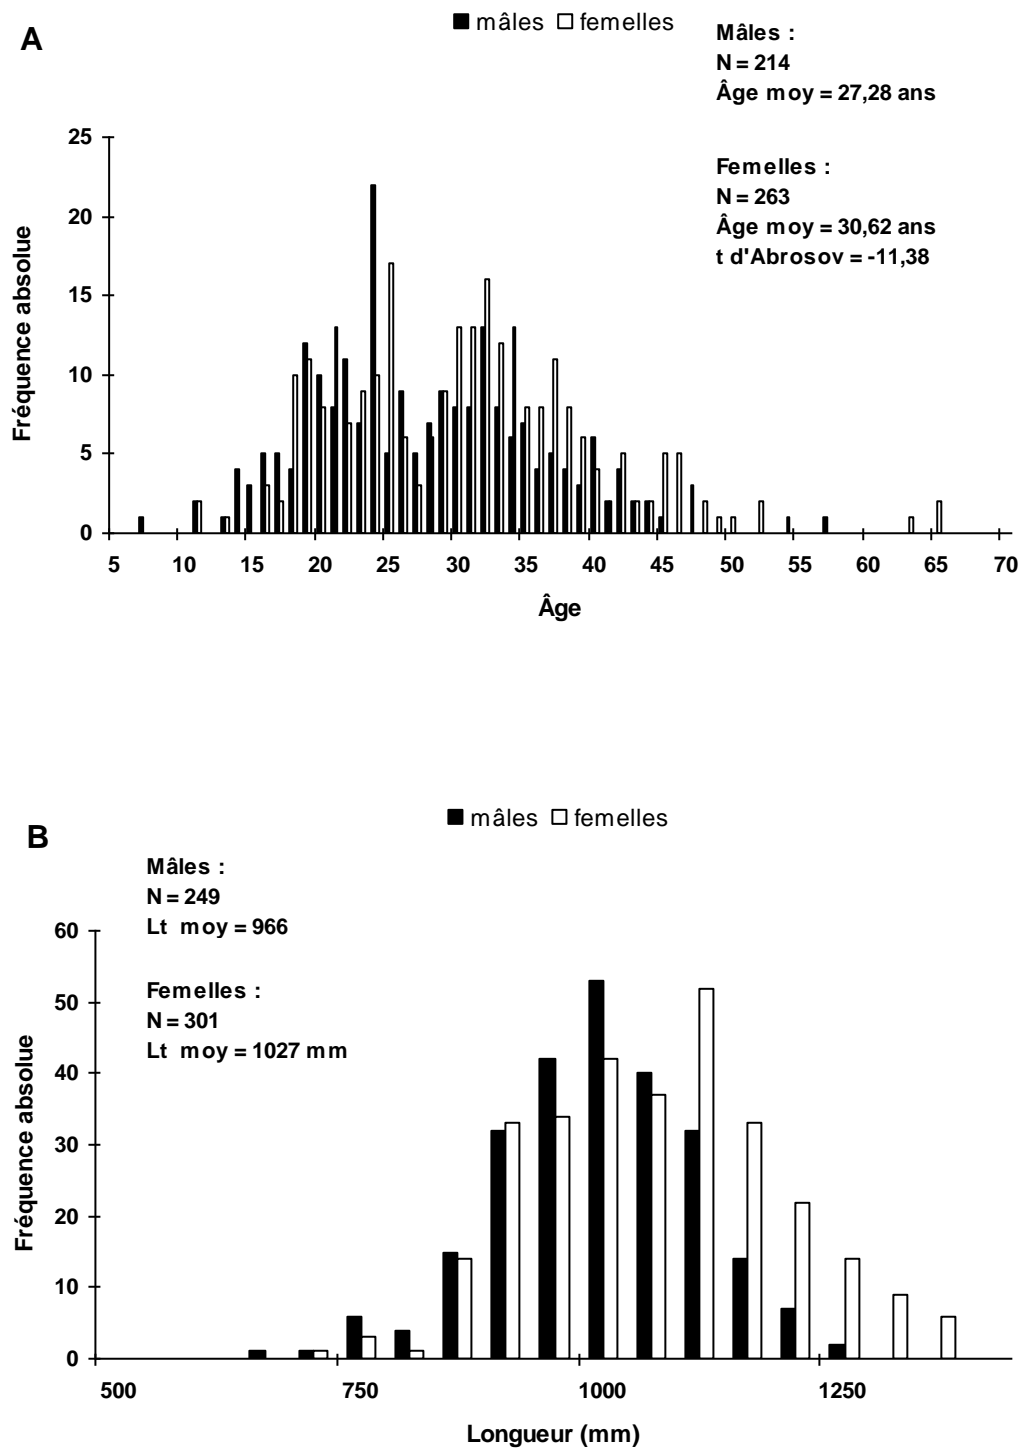 A
mâles femelles
Mâles :
N = 214
Âge moy = 27,28 ans
Femelles :
N = 263
Âge moy = 30,62 ans
t d'Abrosov = -11,38
Fréquence absolue
25
20
15
10
5
0
5 10 15 20 25 30 35 40 45 50 55 60 65 70
Âge
mâles femelles
B
Mâles :
N = 249
Lt moy = 966
Femelles :
N = 301
Lt moy = 1027 mm
Fréquence absolue
60
50
40
30
20
10
0
500 750 1000 1250
Longueur (mm)